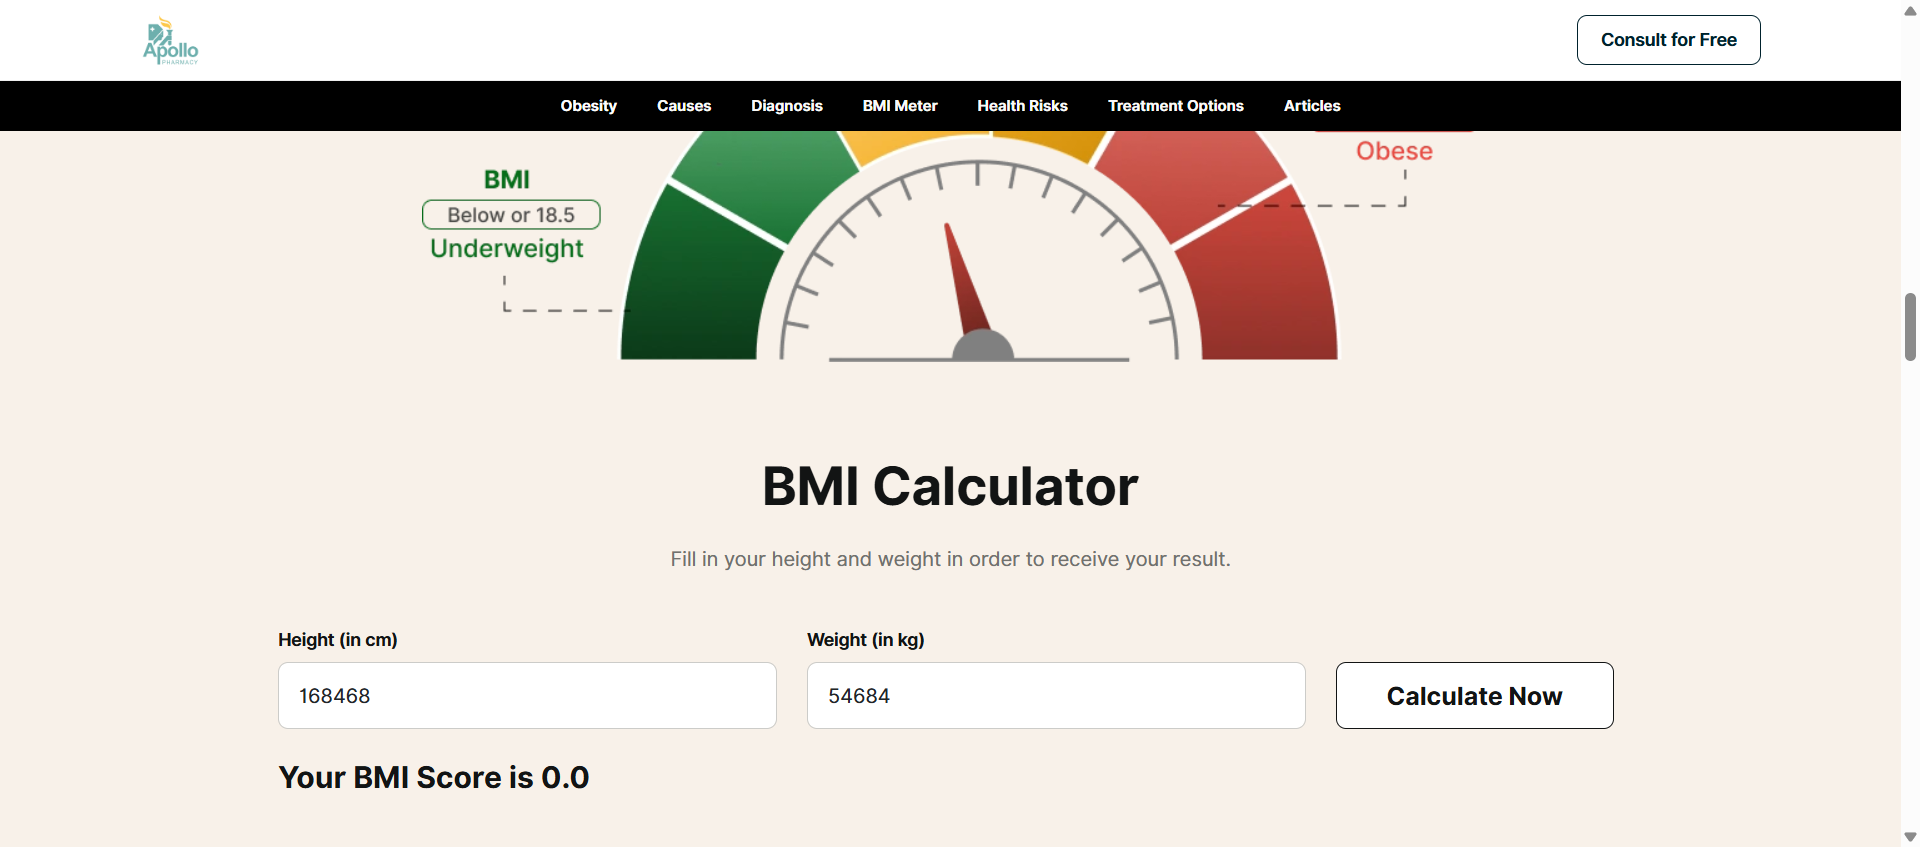 Apollo
PHARMACY
Consult for Free
Obesity Causes Diagnosis BMI Meter Health Risks Treatment Options Articles
Obese
BMI
Below or 18.5
Underweight
BMI Calculator
Fill in your height and weight in order to receive your result.
Height (in cm) Weight (in kg)
168468 54684 Calculate Now
Your BMI Score is 0.0